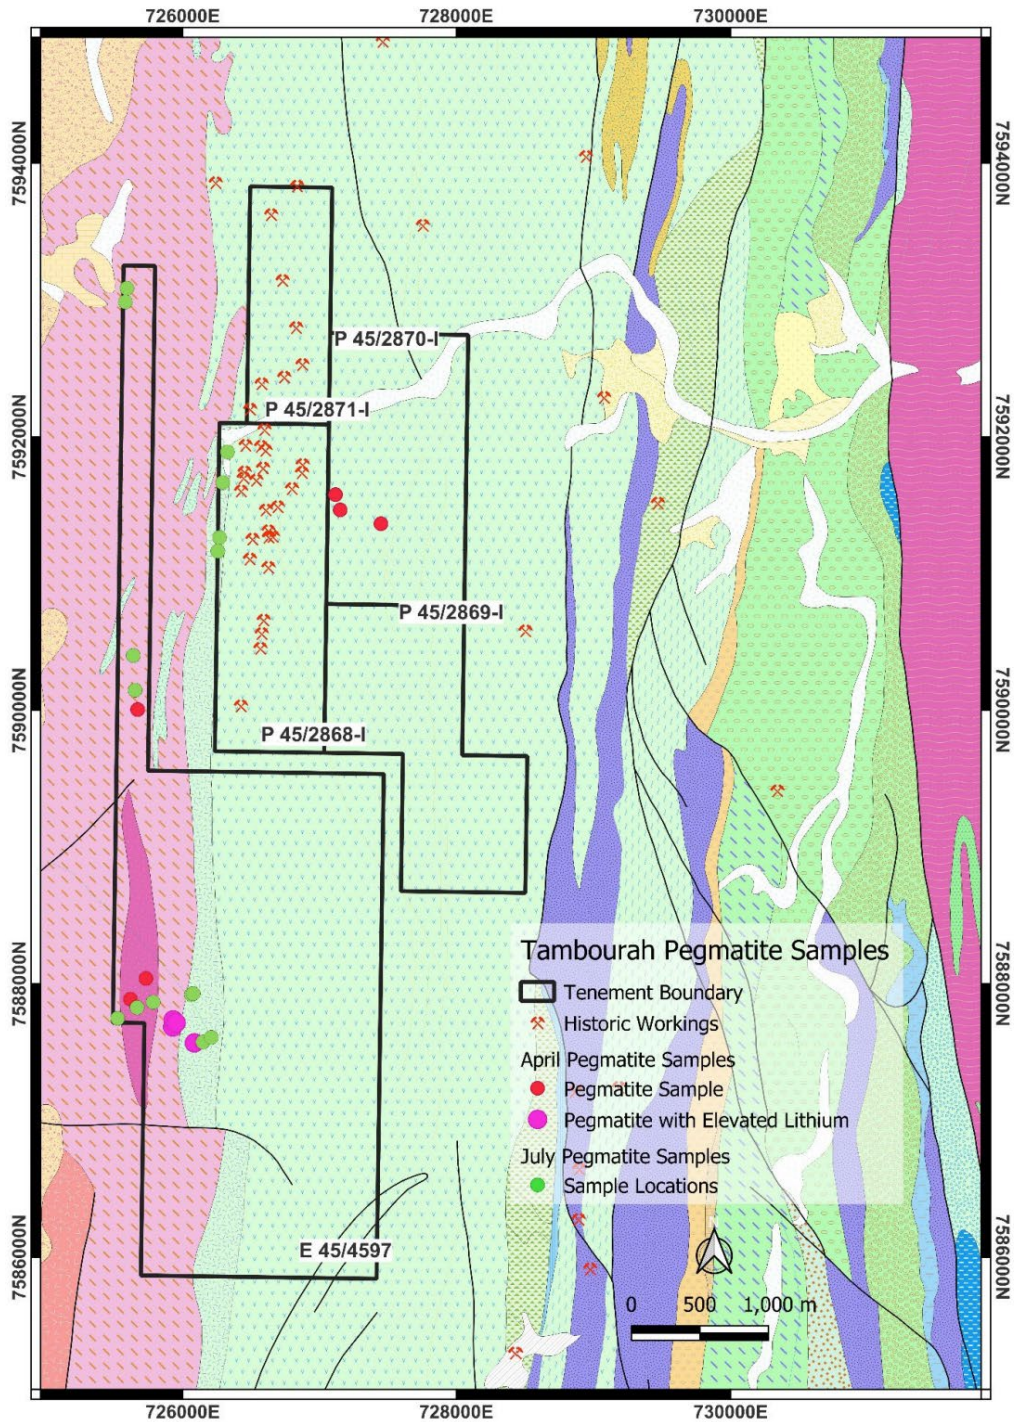 726000E 728000E 730000E
7594000N 7594000N
P 45/2870-I
P 45/2871-I
7592000N 7592000N
P 45/2869-I
P 45/2868-I
7590000N 7590000N
Tambourah Pegmatite Samples
Tenement Boundary
Historic Workings
April Pegmatite Samples
Pegmatite Sample
Pegmatite with Elevated Lithium
July Pegmatite Samples
Sample Locations
7588000N 7588000N
E 45/4597
7586000N 7586000N
0 500 1,000 m
726000E 728000E 730000E